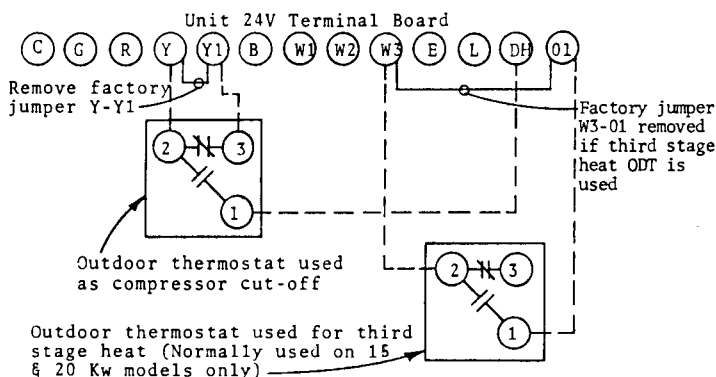 Unit 24V Terminal Board
C G R Y Y1 B W1 W2 W3 E L DH 01
Remove factory
jumper Y-Y1
Factory jumper
W3-01 removed
if third stage
heat ODT is
used
2 3
1
Outdoor thermostat used
as compressor cut-off
2 3
1
Outdoor thermostat used for third
stage heat (Normally used on 15
& 20 Kw models only)